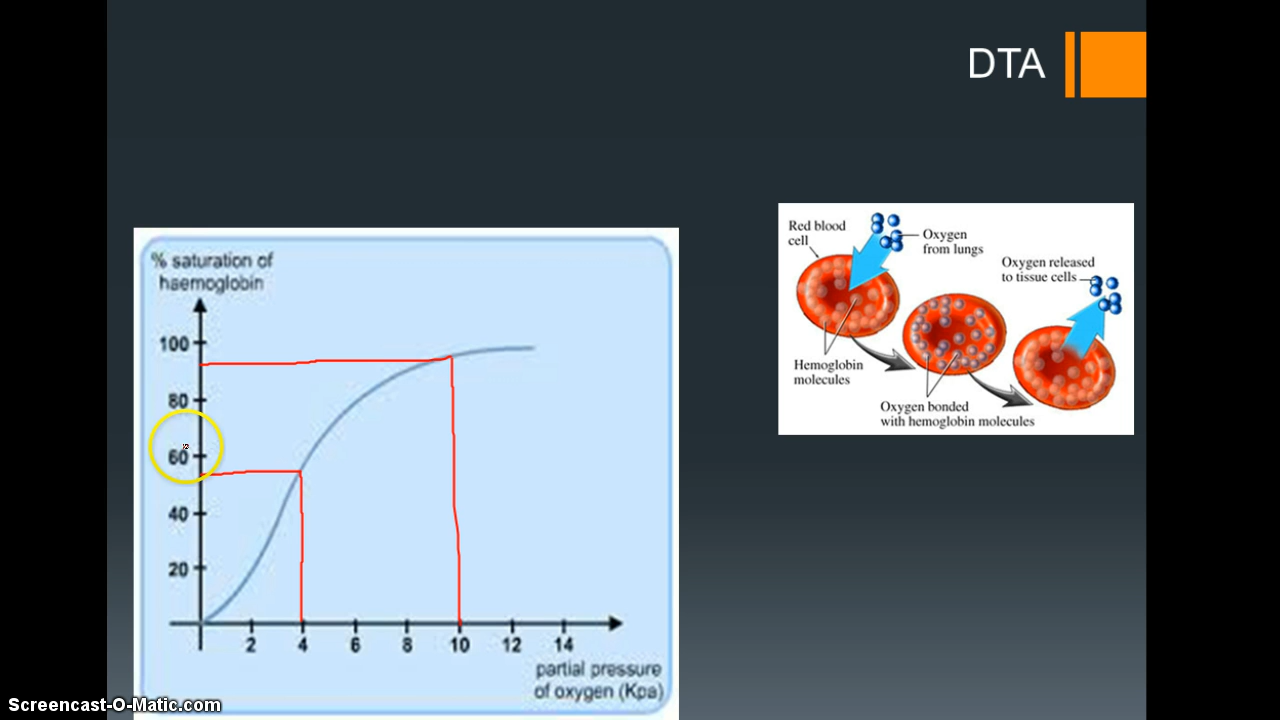 DTA
% saturation of
haemoglobin
100
80
60
40
20
2 4 6 8 10 12 14
partial pressure
of oxygen (Kpa)
Red blood
cell
Oxygen
from lungs
Oxygen released
to tissue cells
Hemoglobin
molecules
Oxygen bonded
with hemoglobin molecules
Screencast-O-Matic.com